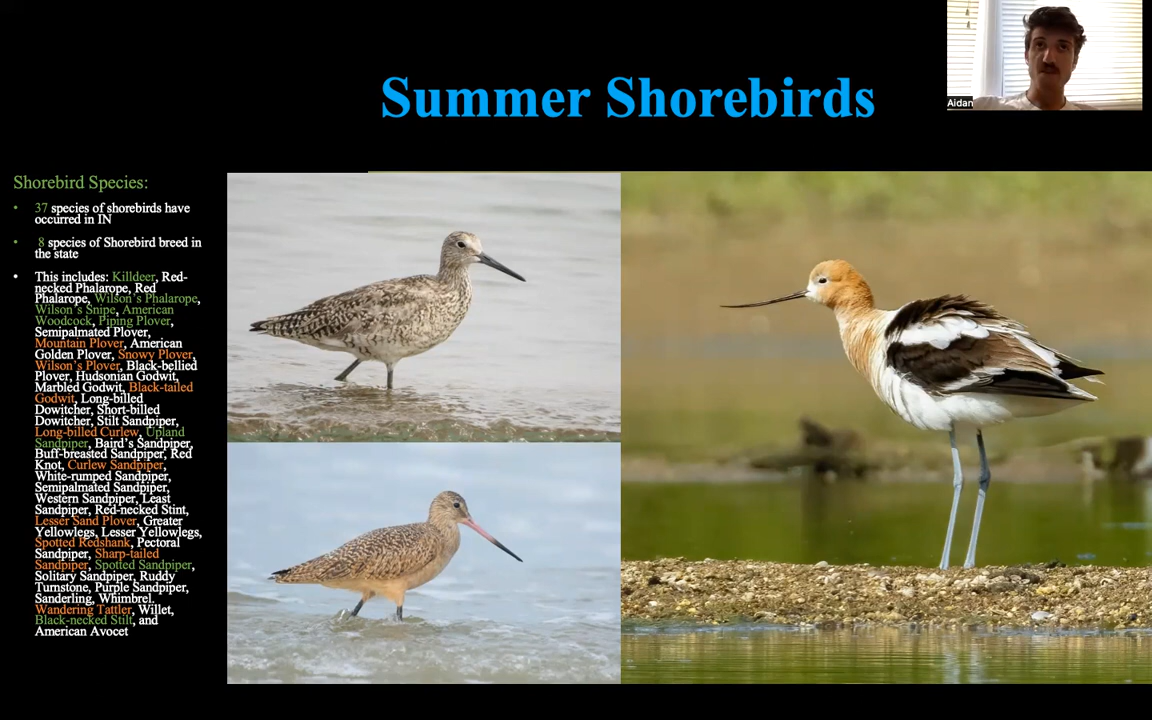 Summer Shorebirds
Aidan
Shorebird Species:
• 37 species of shorebirds have
occurred in IN
• 8 species of Shorebird breed in
the state
• This includes: Killdeer, Red-
necked Phalarope, Red
Phalarope, Wilson's Phalarope,
Wilson's Snipe, American
Woodcock, Piping Plover,
Semipalmated Plover,
Mountain Plover, American
Golden Plover, Snowy Plover,
Wilson's Plover, Black-bellied
Plover, Hudsonian Godwit,
Marbled Godwit, Black-tailed
Godwit, Long-billed
Dowitcher, Short-billed
Dowitcher, Stilt Sandpiper,
Long-billed Curlew, Upland
Sandpiper, Baird's Sandpiper,
Buff-breasted Sandpiper, Red
Knot, Curlew Sandpiper,
White-rumped Sandpiper,
Semipalmated Sandpiper,
Western Sandpiper, Least
Sandpiper, Red-necked Stint,
Lesser Sand Plover, Greater
Yellowlegs, Lesser Yellowlegs,
Spotted Redshank, Pectoral
Sandpiper, Sharp-tailed
Sandpiper, Spotted Sandpiper,
Solitary Sandpiper, Ruddy
Turnstone, Purple Sandpiper,
Sanderling, Whimbrel.
Wandering Tattler, Willet,
Black-necked Stilt, and
American Avocet